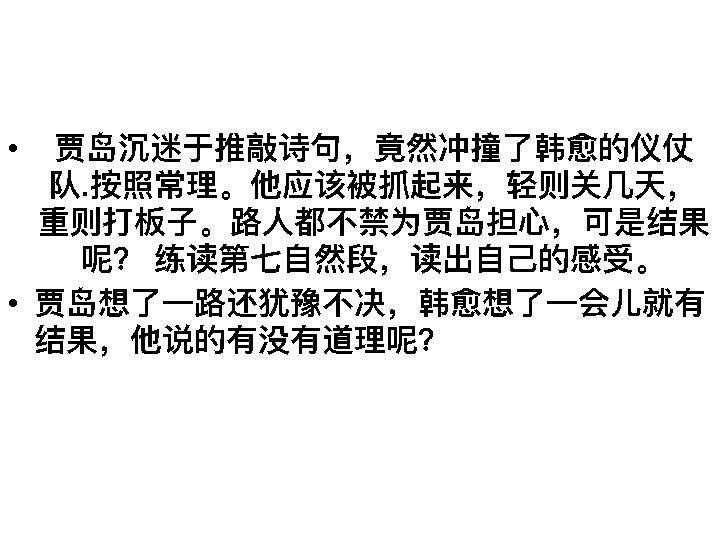 • 贾岛沉迷于推敲诗句，竟然冲撞了韩愈的仪仗
队.按照常理。他应该被抓起来，轻则关几天，
重则打板子。路人都不禁为贾岛担心，可是结果
呢? 练读第七自然段，读出自己的感受。
• 贾岛想了一路还犹豫不决，韩愈想了一会儿就有
结果，他说的有没有道理呢?